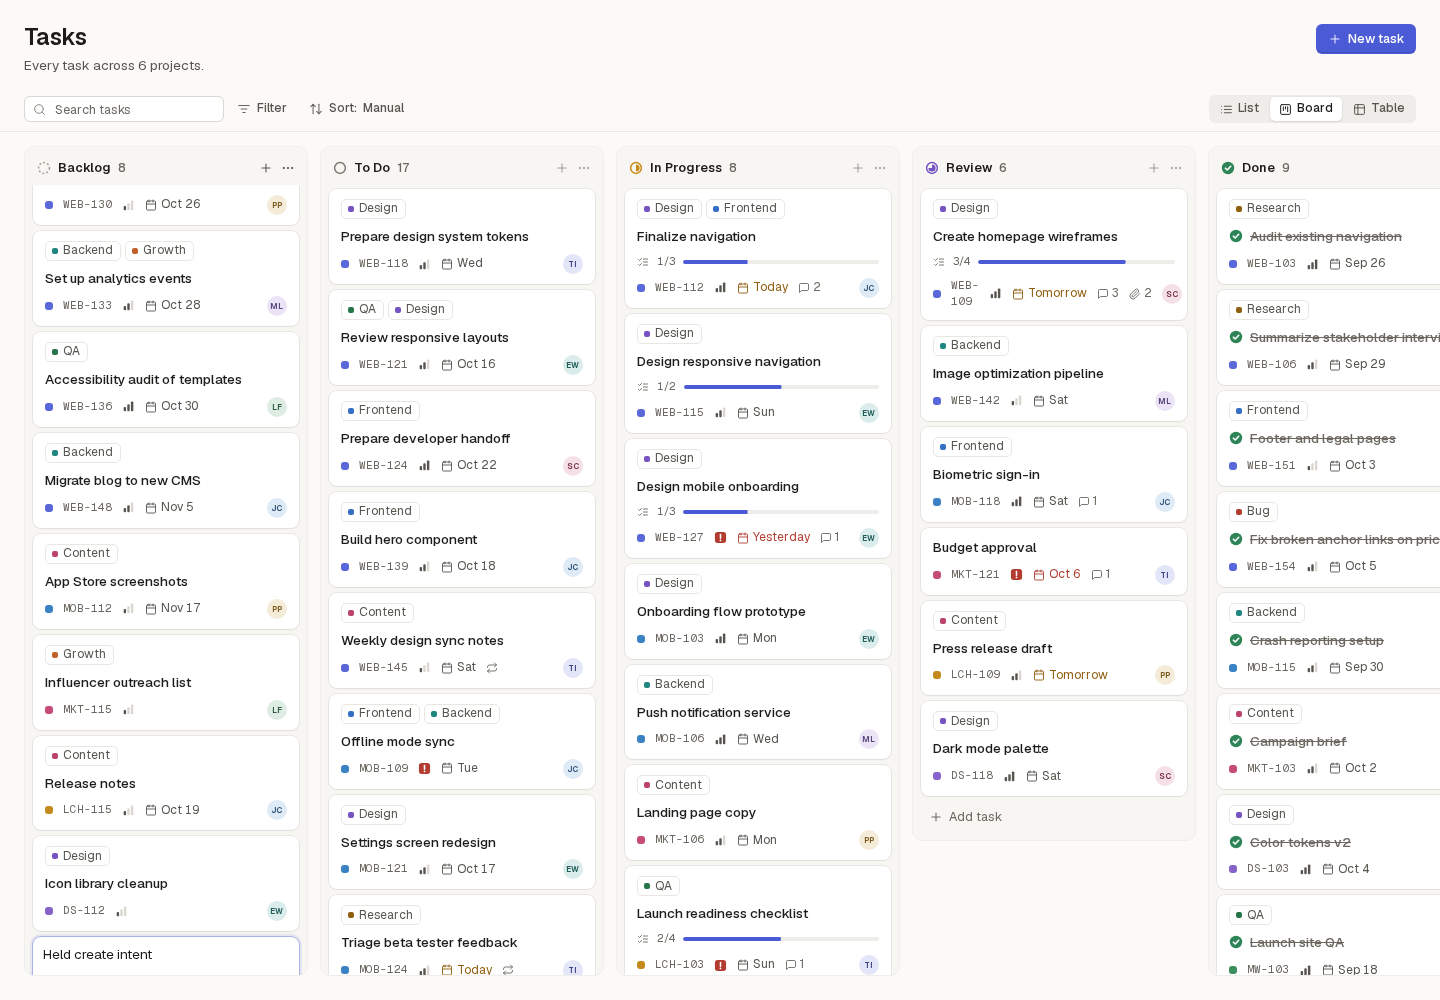 Tasks
Every task across 6 projects.
New task
Search tasks
Filter
Sort: Manual
List
Board
Table
Backlog 8
WEB-130 Oct 26 PP
Backend Growth
Set up analytics events
WEB-133 Oct 28 ML
QA
Accessibility audit of templates
WEB-136 Oct 30 LF
Backend
Migrate blog to new CMS
WEB-148 Nov 5 JC
Content
App Store screenshots
MOB-112 Nov 17 PP
Growth
Influencer outreach list
MKT-115 LF
Content
Release notes
LCH-115 Oct 19 JC
Design
Icon library cleanup
DS-112 EW
Held create intent
To Do 17
Design
Prepare design system tokens
WEB-118 Wed TI
QA Design
Review responsive layouts
WEB-121 Oct 16 EW
Frontend
Prepare developer handoff
WEB-124 Oct 22 SC
Frontend
Build hero component
WEB-139 Oct 18 JC
Content
Weekly design sync notes
WEB-145 Sat TI
Frontend Backend
Offline mode sync
MOB-109 Tue JC
Design
Settings screen redesign
MOB-121 Oct 17 EW
Research
Triage beta tester feedback
MOB-124 Today TI
In Progress 8
Design Frontend
Finalize navigation
1/3
WEB-112 Today 2 JC
Design
Design responsive navigation
1/2
WEB-115 Sun EW
Design
Design mobile onboarding
1/3
WEB-127 Yesterday 1 EW
Design
Onboarding flow prototype
MOB-103 Mon EW
Backend
Push notification service
MOB-106 Wed ML
Content
Landing page copy
MKT-106 Mon PP
QA
Launch readiness checklist
2/4
LCH-103 Sun 1 TI
Review 6
Design
Create homepage wireframes
3/4
WEB-
109 Tomorrow 3 2 SC
Backend
Image optimization pipeline
WEB-142 Sat ML
Frontend
Biometric sign-in
MOB-118 Sat 1 JC
Budget approval
MKT-121 Oct 6 1 TI
Content
Press release draft
LCH-109 Tomorrow PP
Design
Dark mode palette
DS-118 Sat SC
Add task
Done 9
Research
Audit existing navigation
WEB-103 Sep 26
Research
Summarize stakeholder intervi
WEB-106 Sep 29
Frontend
Footer and legal pages
WEB-151 Oct 3
Bug
Fix broken anchor links on pric
WEB-154 Oct 5
Backend
Crash reporting setup
MOB-115 Sep 30
Content
Campaign brief
MKT-103 Oct 2
Design
Color tokens v2
DS-103 Oct 4
QA
Launch site QA
MW-103 Sep 18